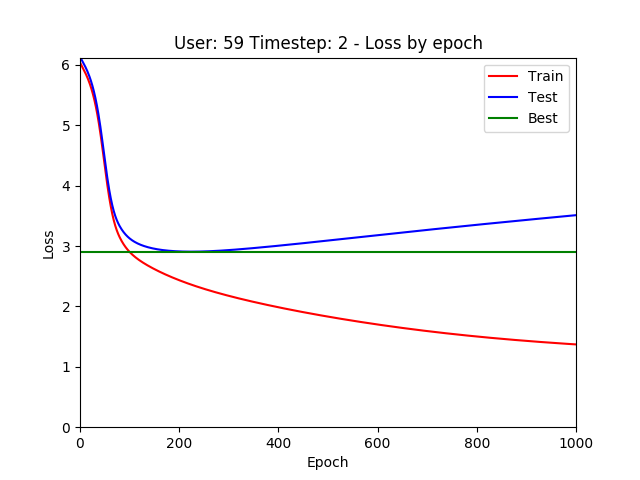 User: 59 Timestep: 2 - Loss by epoch
6
5
4
3
2
1
0
Loss
Train
Test
Best
0 200 400 600 800 1000
Epoch